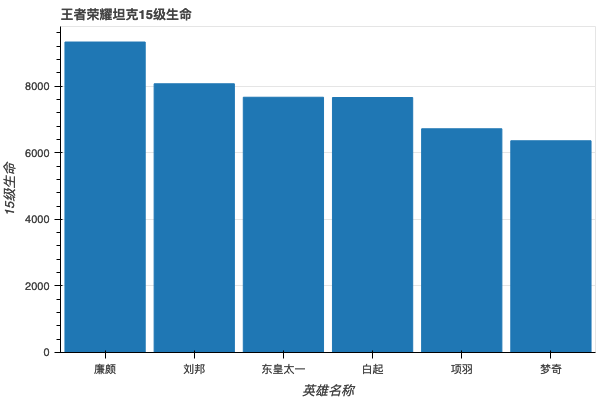 王者荣耀坦克15级生命
15级生命
8000
6000
4000
2000
0
廉颇
刘邦
东皇太一
白起
项羽
梦奇
英雄名称